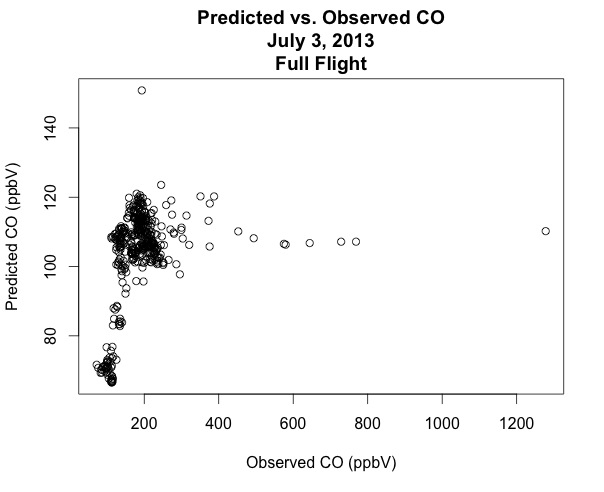 Predicted vs. Observed CO
July 3, 2013
Full Flight
Predicted CO (ppbV)
140
120
100
80
200 400 600 800 1000 1200
Observed CO (ppbV)